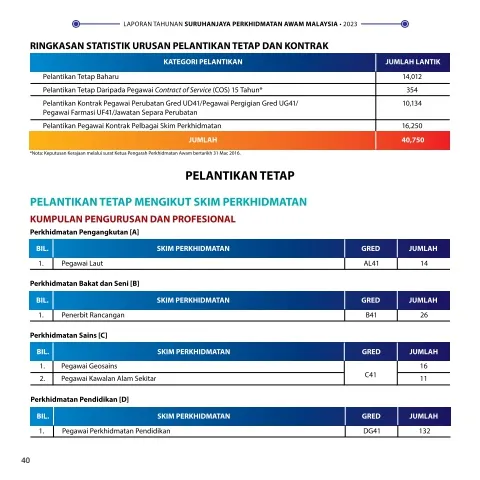 LAPORAN TAHUNAN SURUHANJAYA PERKHIDMATAN AWAM MALAYSIA • 2023
RINGKASAN STATISTIK URUSAN PELANTIKAN TETAP DAN KONTRAK
KATEGORI PELANTIKAN JUMLAH LANTIK
Pelantikan Tetap Baharu 14,012
Pelantikan Tetap Daripada Pegawai Contract of Service (COS) 15 Tahun* 354
Pelantikan Kontrak Pegawai Perubatan Gred UD41/Pegawai Pergigian Gred UG41/ 10,134
Pegawai Farmasi UF41/Jawatan Separa Perubatan
Pelantikan Pegawai Kontrak Pelbagai Skim Perkhidmatan 16,250
JUMLAH 40,750
*Nota: Keputusan Kerajaan melalui surat Ketua Pengarah Perkhidmatan Awam bertarikh 31 Mac 2016.
PELANTIKAN TETAP
PELANTIKAN TETAP MENGIKUT SKIM PERKHIDMATAN
KUMPULAN PENGURUSAN DAN PROFESIONAL
Perkhidmatan Pengangkutan [A]
BIL. SKIM PERKHIDMATAN GRED JUMLAH
1. Pegawai Laut AL41 14
Perkhidmatan Bakat dan Seni [B]
BIL. SKIM PERKHIDMATAN GRED JUMLAH
1. Penerbit Rancangan B41 26
Perkhidmatan Sains [C]
BIL. SKIM PERKHIDMATAN GRED JUMLAH
1. Pegawai Geosains C41 16
2. Pegawai Kawalan Alam Sekitar 11
Perkhidmatan Pendidikan [D]
BIL. SKIM PERKHIDMATAN GRED JUMLAH
1. Pegawai Perkhidmatan Pendidikan DG41 132
40